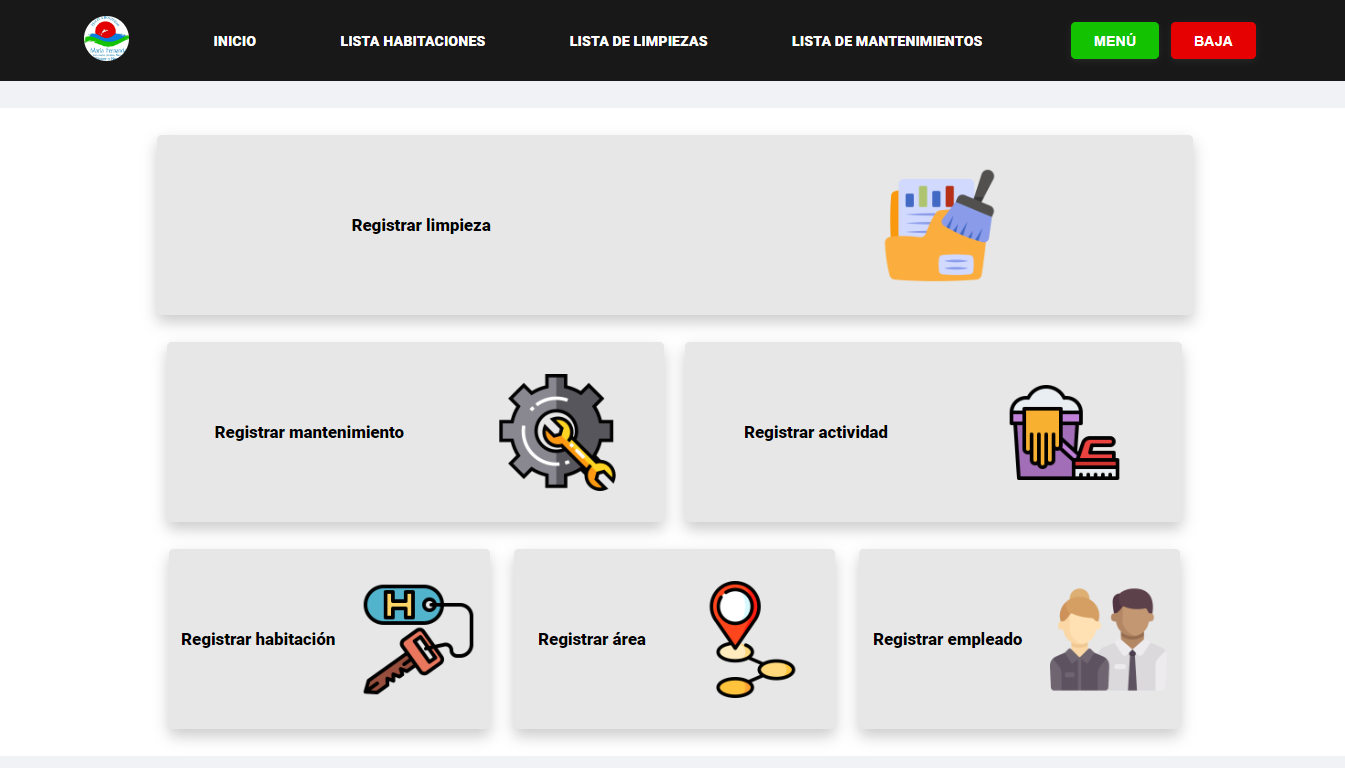 INICIO
LISTA HABITACIONES
LISTA DE LIMPIEZAS
LISTA DE MANTENIMIENTOS
MENÚ
BAJA
Registrar limpieza
Registrar mantenimiento
Registrar actividad
H
Registrar habitación
Registrar área
Registrar empleado